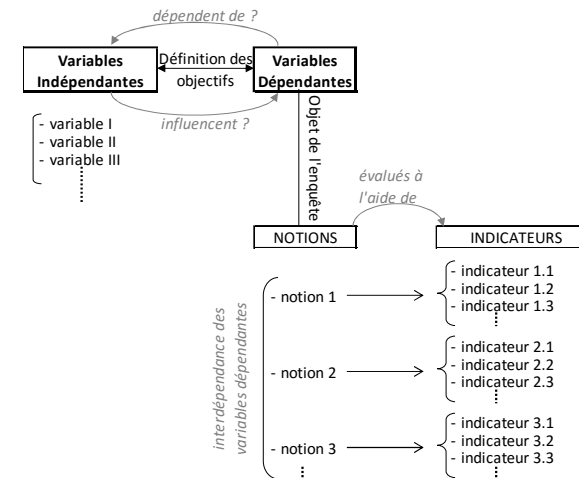 dépendent de ?
Variables
Indépendantes
Définition des
objectifs
Variables
Dépendantes
influencent ?
- variable I
- variable II
- variable III
Objet de l'enquête
évalués à
l'aide de
NOTIONS
INDICATEURS
interdépendance des
variables dépendantes
- notion 1
- indicateur 1.1
- indicateur 1.2
- indicateur 1.3
- notion 2
- indicateur 2.1
- indicateur 2.2
- indicateur 2.3
- notion 3
- indicateur 3.1
- indicateur 3.2
- indicateur 3.3